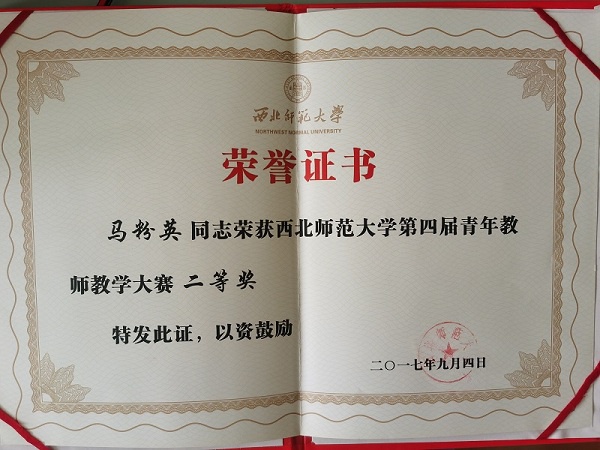 西北师范大学
NORTHWEST NORMAL UNIVERSITY
荣誉证书
马粉英 同志荣获西北师范大学第四届青年教
师教学大赛 二等奖
特发此证，以资鼓励
二〇一七年九月四日